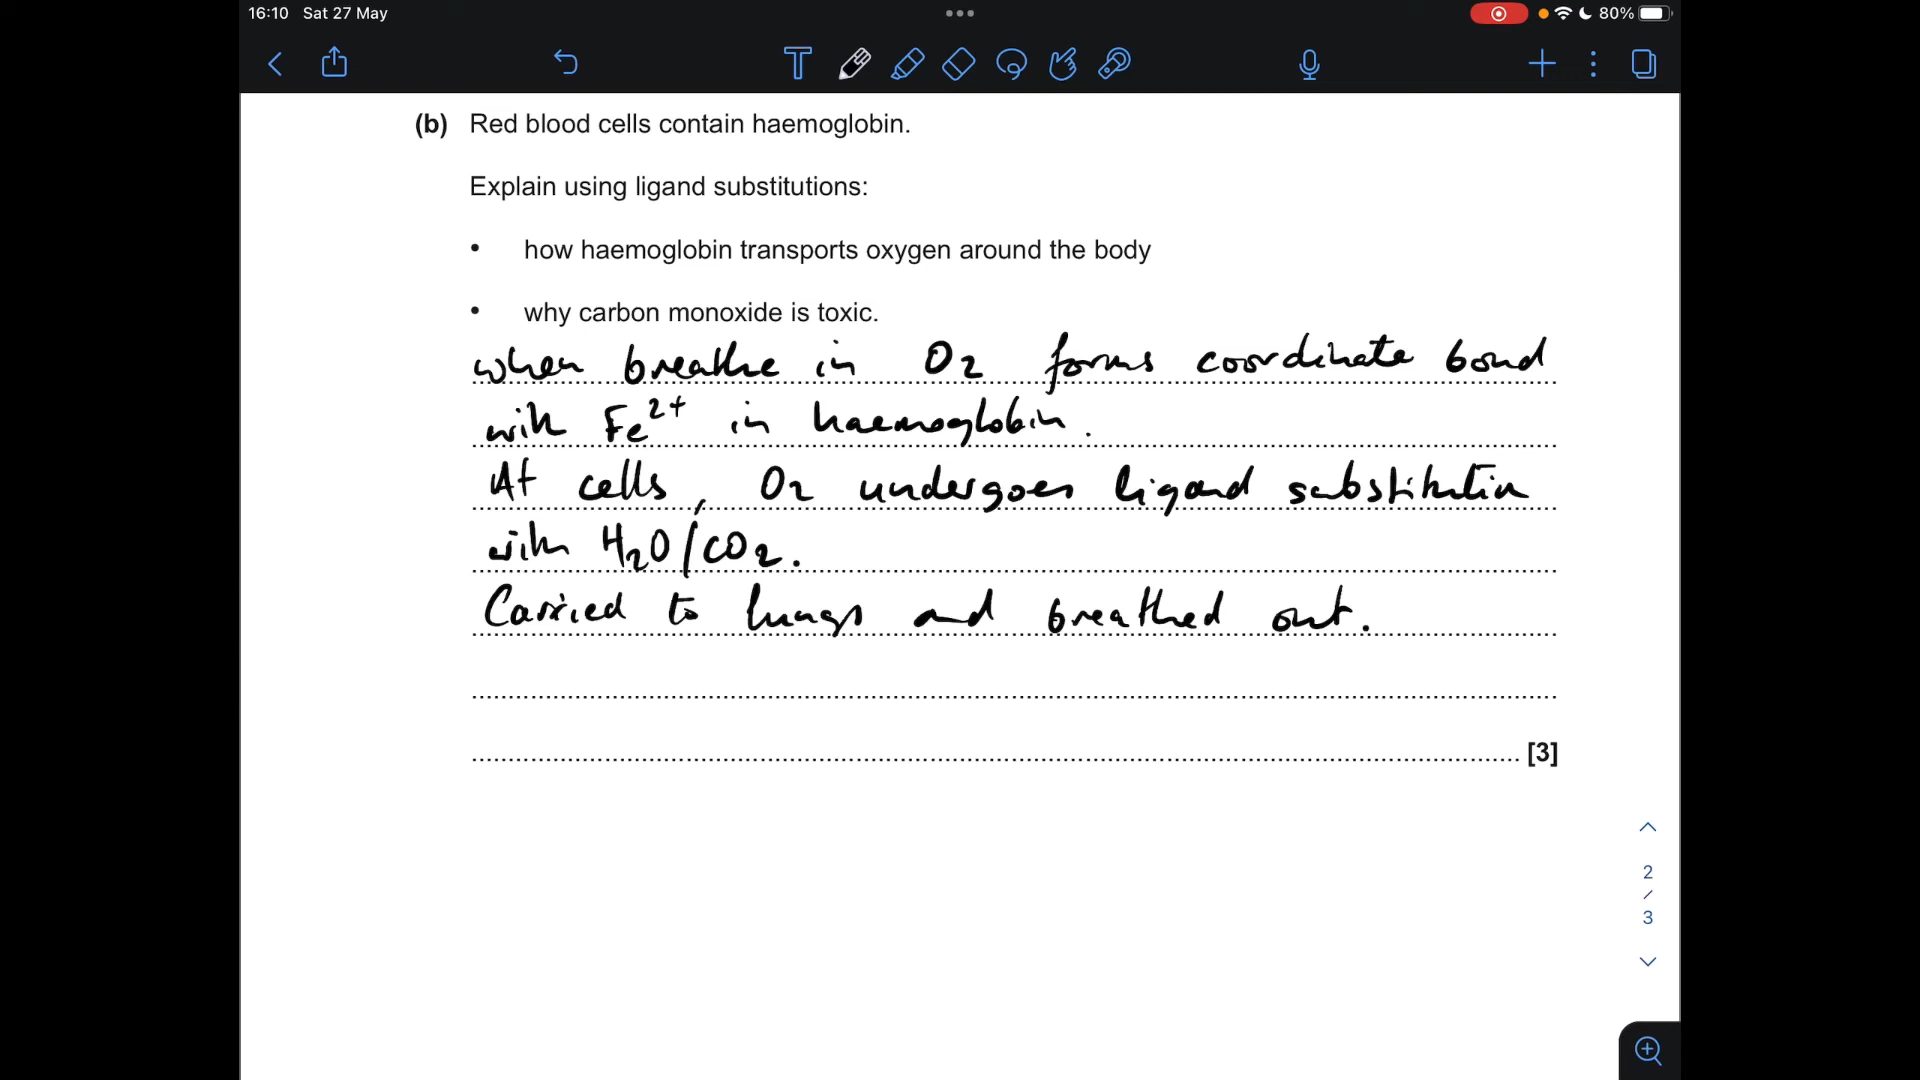 16:10 Sat 27 May
80%
(b) Red blood cells contain haemoglobin.
Explain using ligand substitutions:
• how haemoglobin transports oxygen around the body
• why carbon monoxide is toxic.
when breathe in O2 forms coordinate bond
with Fe2+ in haemoglobin.
At cells, O2 undergoes ligand substitution
with H2O/CO2.
Carried to lungs and breathed out.
[3]
2
/
3